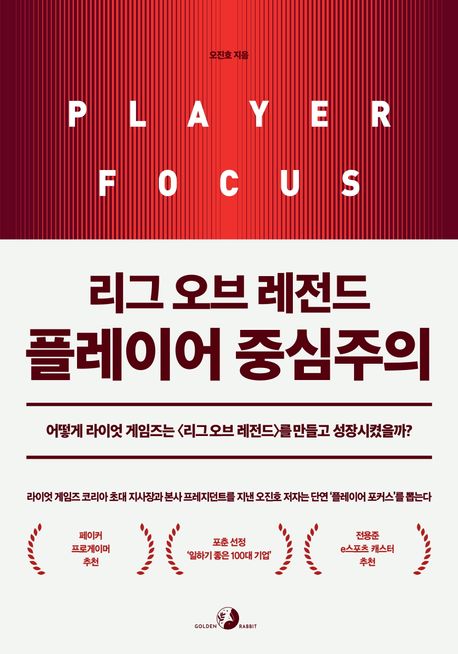 오진호 지음
PLAYER
FOCUS
리그 오브 레전드
플레이어 중심주의
어떻게 라이엇 게임즈는 〈리그 오브 레전드〉를 만들고 성장시켰을까?
라이엇 게임즈 코리아 초대 지사장과 본사 프레지던트를 지낸 오진호 저자는 단연 '플레이어 포커스'를 뽑는다
페이커
프로게이머
추천
포춘 선정
'일하기 좋은 100대 기업'
전용준
e스포츠 캐스터
추천
GOLDEN RABBIT